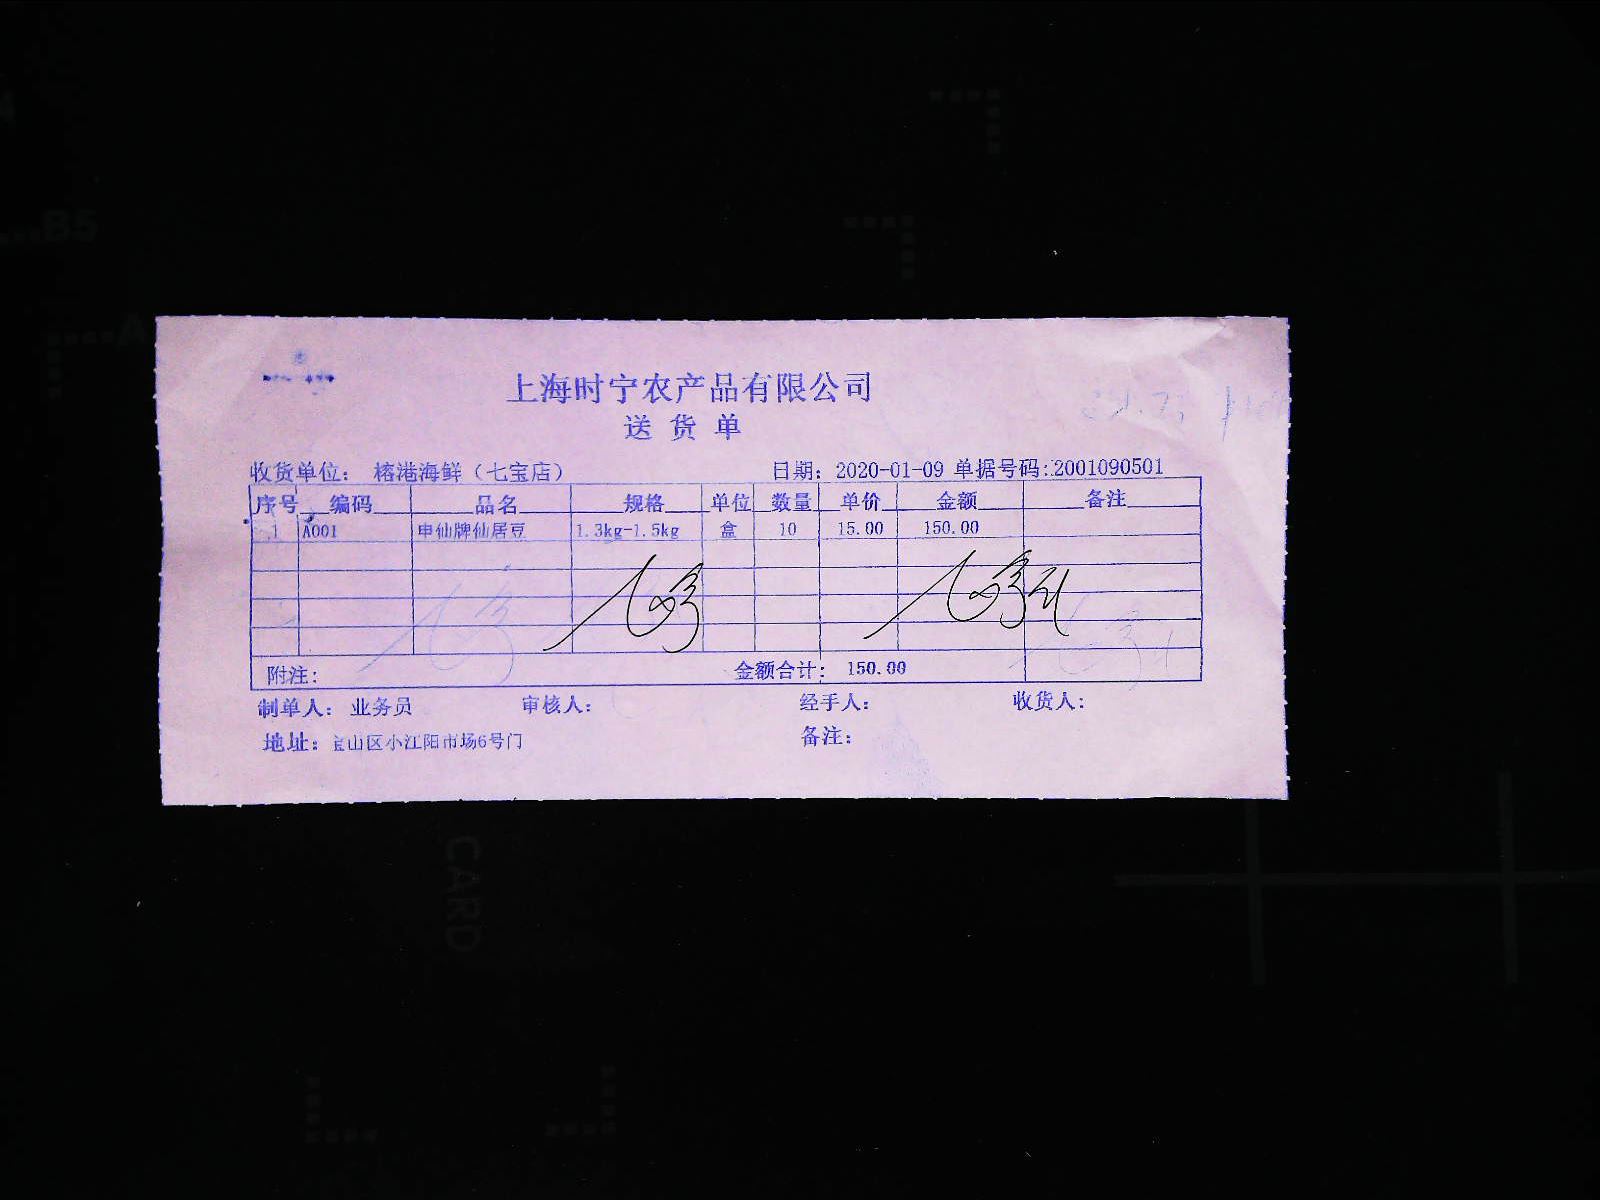 上海时宁农产品有限公司
送货单
收货单位：榕港海鲜（七宝店） 日期：2020-01-09 单据号码:2001090501
序号 编码 品名 规格 单位 数量 单价 金额 备注
1 A001 申仙牌仙居豆 1.3kg-1.5kg 盒 10 15.00 150.00
附注： 金额合计：150.00
制单人：业务员 审核人： 经手人： 收货人：
地址：宝山区小江阳市场6号门 备注：
B5
A
CARD